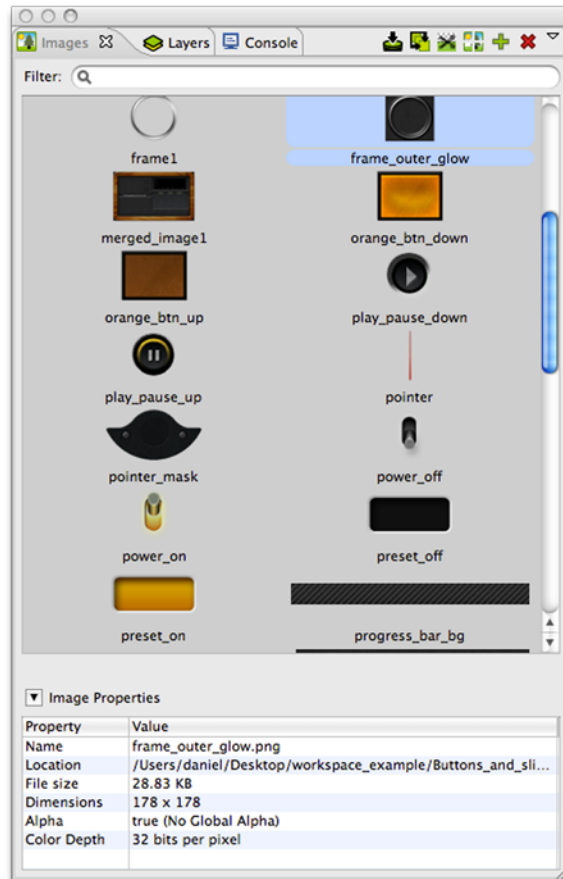 Images Layers Console
Filter:
frame1 frame_outer_glow
merged_image1 orange_btn_down
orange_btn_up play_pause_down
play_pause_up pointer
pointer_mask power_off
power_on preset_off
preset_on progress_bar_bg
Image Properties
Property Value
Name frame_outer_glow.png
Location /Users/daniel/Desktop/workspace_example/Buttons_and_sli...
File size 28.83 KB
Dimensions 178 x 178
Alpha true (No Global Alpha)
Color Depth 32 bits per pixel